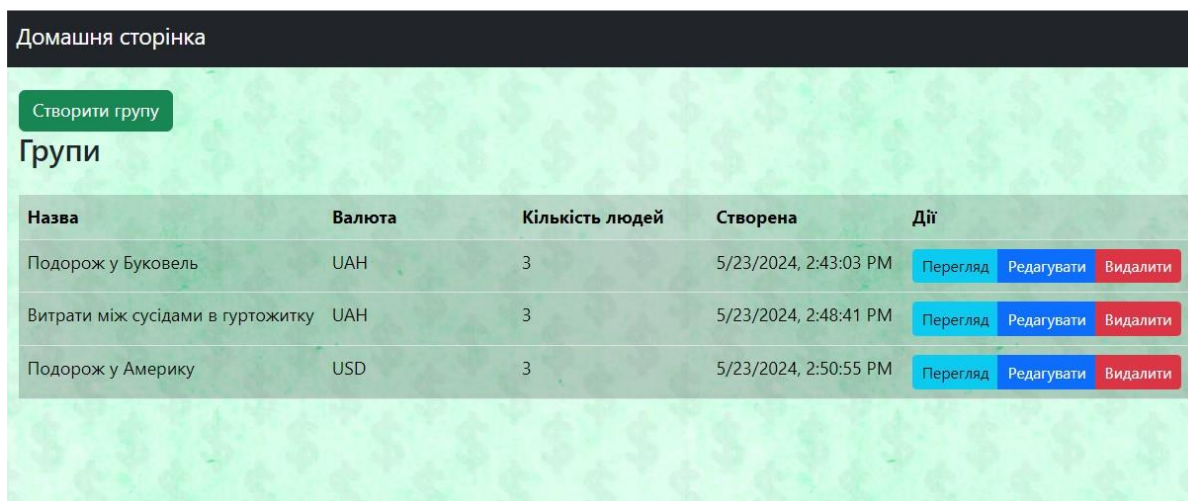 Домашня сторінка
Створити групу
Групи
Назва Валюта Кількість людей Створена Дії
Подорож у Буковель UAH 3 5/23/2024, 2:43:03 PM Перегляд Редагувати Видалити
Витрати між сусідами в гуртожитку UAH 3 5/23/2024, 2:48:41 PM Перегляд Редагувати Видалити
Подорож у Америку USD 3 5/23/2024, 2:50:55 PM Перегляд Редагувати Видалити